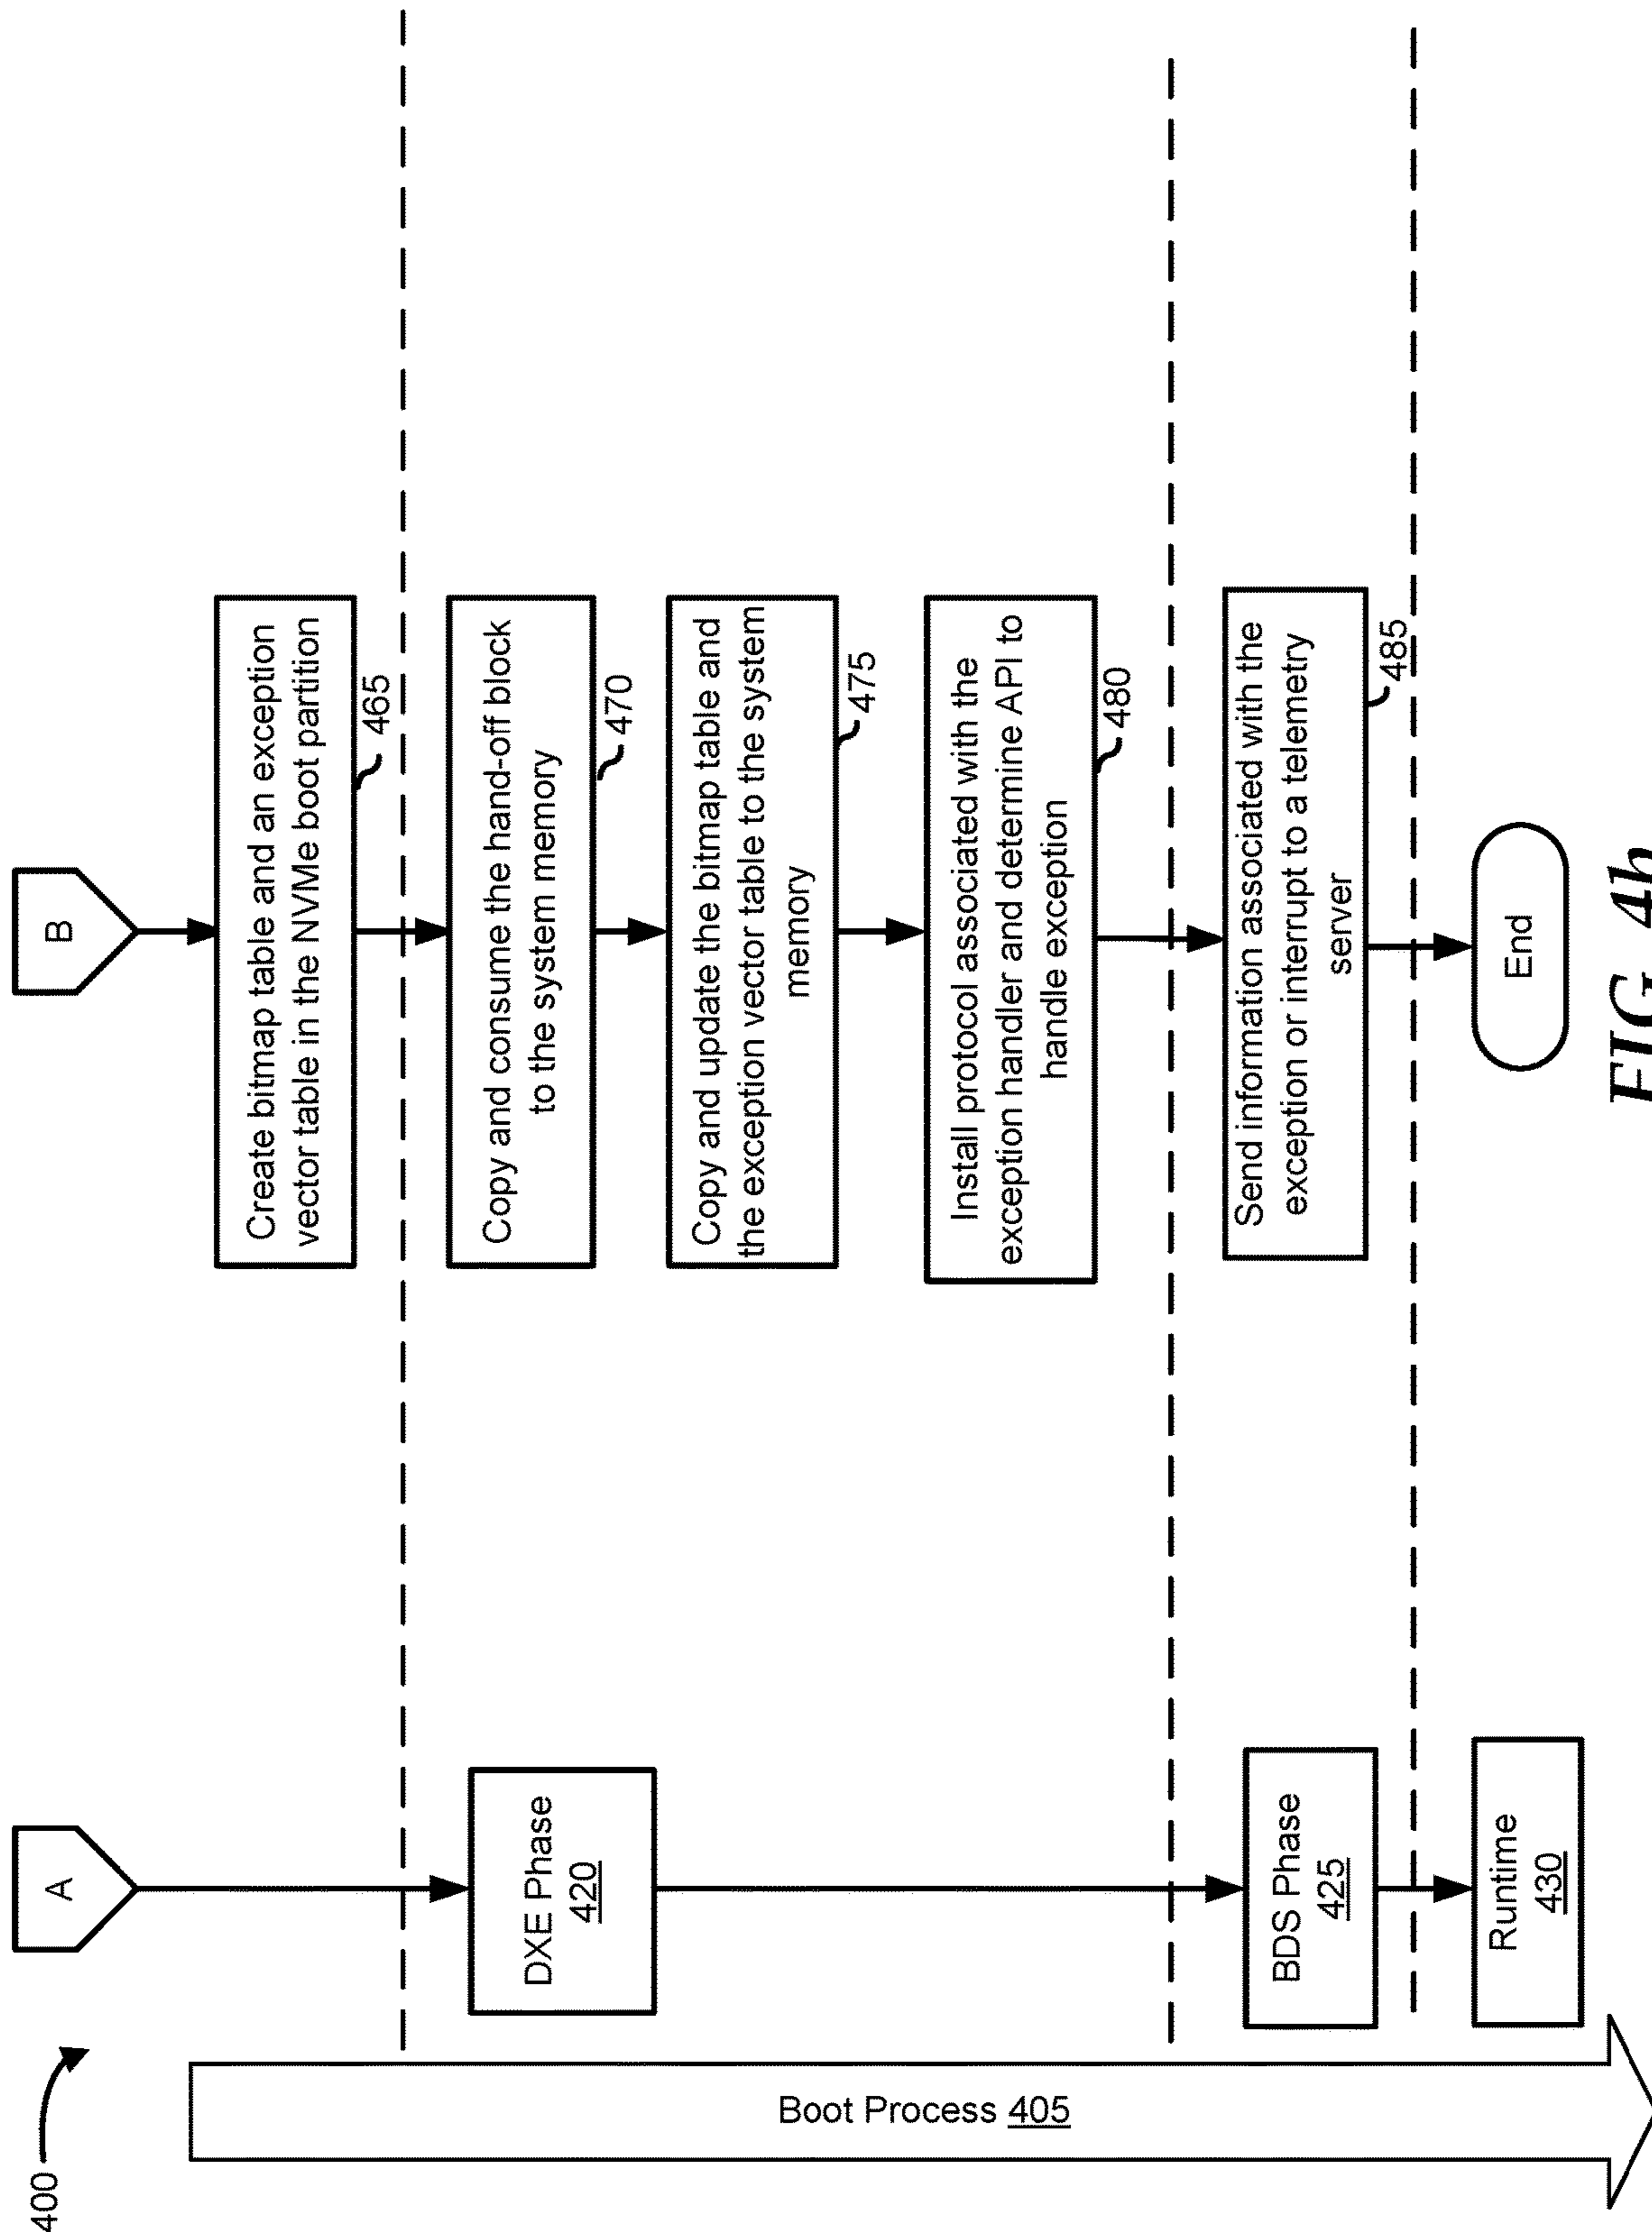 400
Boot Process 405
A
DXE Phase
420
BDS Phase
425
Runtime
430
B
Create bitmap table and an exception
vector table in the NVMe boot partition
465
Copy and consume the hand-off block
to the system memory
470
Copy and update the bitmap table and
the exception vector table to the system
memory
475
Install protocol associated with the
exception handler and determine API to
handle exception
480
Send information associated with the
exception or interrupt to a telemetry
server
485
End
FIG. 4b